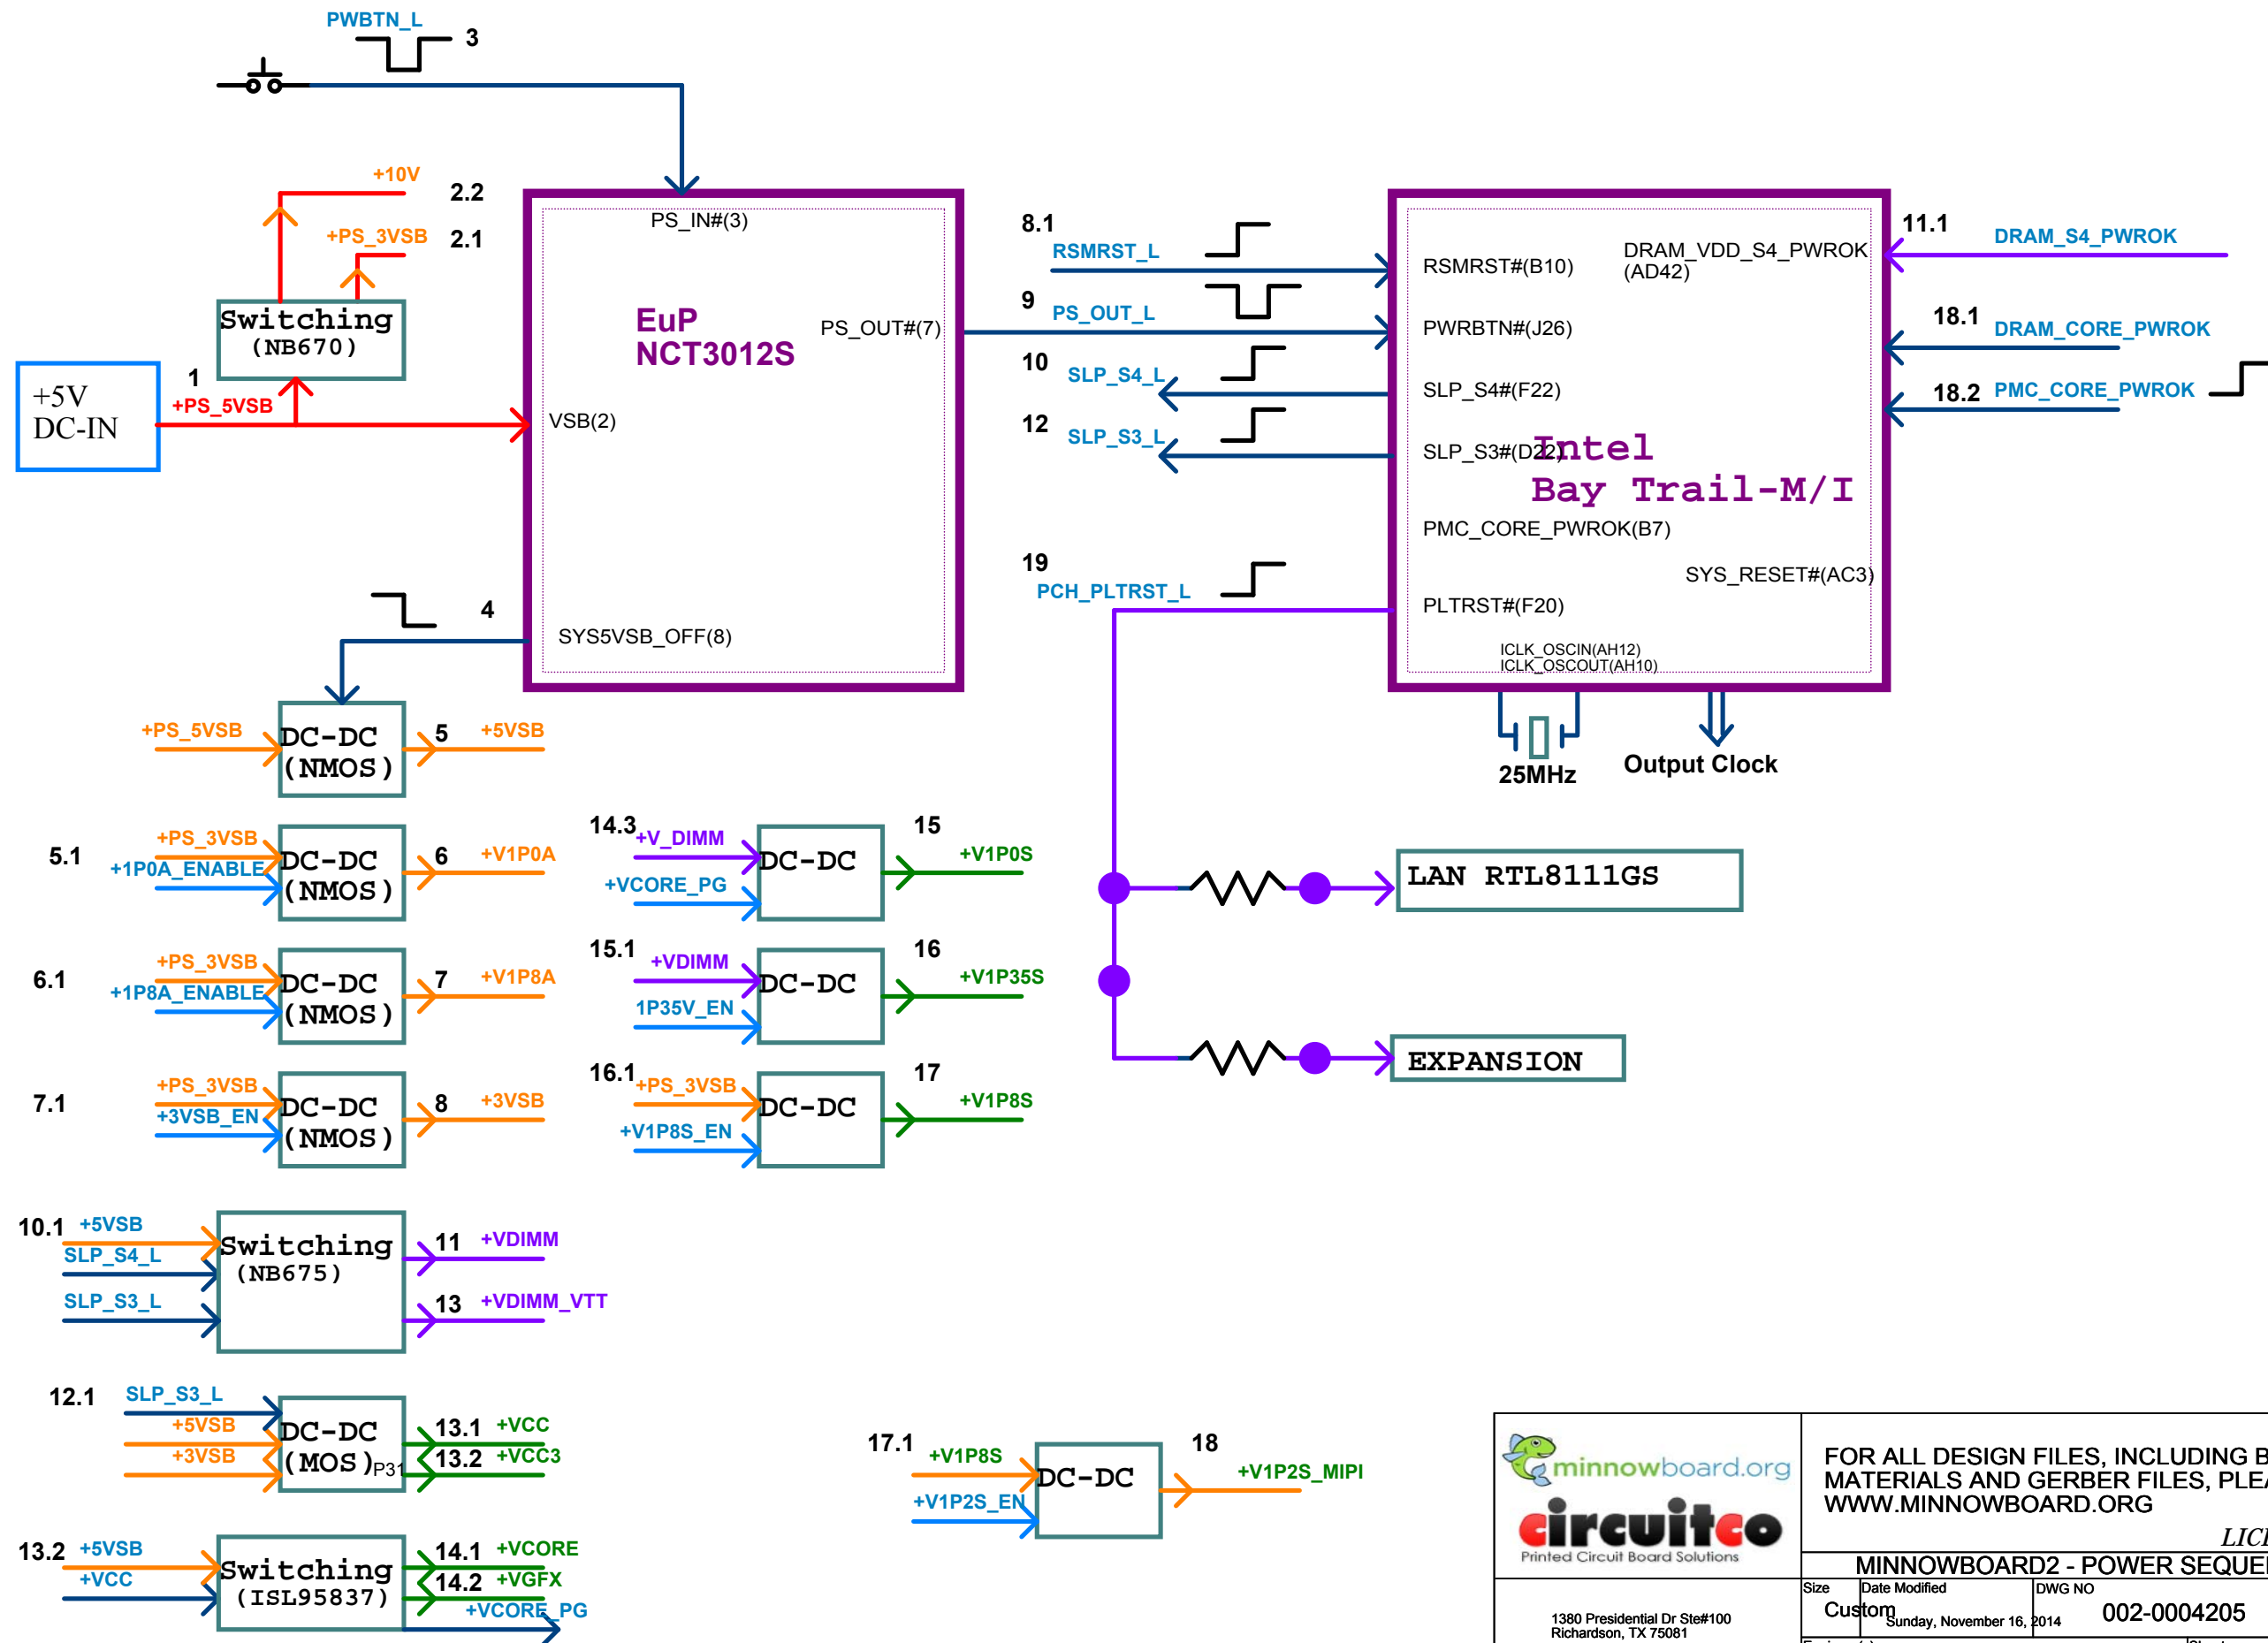 PWBTN_L
3
+10V
2.2
+PS_3VSB
2.1
Switching
(NB670)
+5V
DC-IN
1
+PS_5VSB
PS_IN#(3)
EuP
NCT3012S
PS_OUT#(7)
VSB(2)
SYS5VSB_OFF(8)
4
8.1
RSMRST_L
9
PS_OUT_L
10
SLP_S4_L
12
SLP_S3_L
19
PCH_PLTRST_L
RSMRST#(B10)
DRAM_VDD_S4_PWROK
(AD42)
PWRBTN#(J26)
SLP_S4#(F22)
SLP_S3#(D22)
Intel
Bay Trail-M/I
PMC_CORE_PWROK(B7)
SYS_RESET#(AC3)
PLTRST#(F20)
ICLK_OSCIN(AH12)
ICLK_OSCOUT(AH10)
11.1
DRAM_S4_PWROK
18.1
DRAM_CORE_PWROK
18.2
PMC_CORE_PWROK
25MHz
Output Clock
+PS_5VSB
DC-DC
(NMOS)
5
+5VSB
5.1
+PS_3VSB
+1P0A_ENABLE
DC-DC
(NMOS)
6
+V1P0A
6.1
+PS_3VSB
+1P8A_ENABLE
DC-DC
(NMOS)
7
+V1P8A
7.1
+PS_3VSB
+3VSB_EN
DC-DC
(NMOS)
8
+3VSB
14.3
+V_DIMM
+VCORE_PG
DC-DC
15
+V1P0S
15.1
+VDIMM
1P35V_EN
DC-DC
16
+V1P35S
16.1
+PS_3VSB
+V1P8S_EN
DC-DC
17
+V1P8S
LAN RTL8111GS
EXPANSION
10.1
+5VSB
SLP_S4_L
SLP_S3_L
Switching
(NB675)
11
+VDIMM
13
+VDIMM_VTT
12.1
SLP_S3_L
+5VSB
+3VSB
DC-DC
(MOS)
P31
13.1
+VCC
13.2
+VCC3
13.2
+5VSB
+VCC
Switching
(ISL95837)
14.1
+VCORE
14.2
+VGFX
+VCORE_PG
17.1
+V1P8S
+V1P2S_EN
DC-DC
18
+V1P2S_MIPI
minnowboard.org
circuitco
Printed Circuit Board Solutions
1380 Presidential Dr Ste#100
Richardson, TX 75081
FOR ALL DESIGN FILES, INCLUDING B
MATERIALS AND GERBER FILES, PLEA
WWW.MINNOWBOARD.ORG
LICE
MINNOWBOARD2 - POWER SEQUE
Size
Custom
Date Modified
Sunday, November 16, 2014
DWG NO
002-0004205